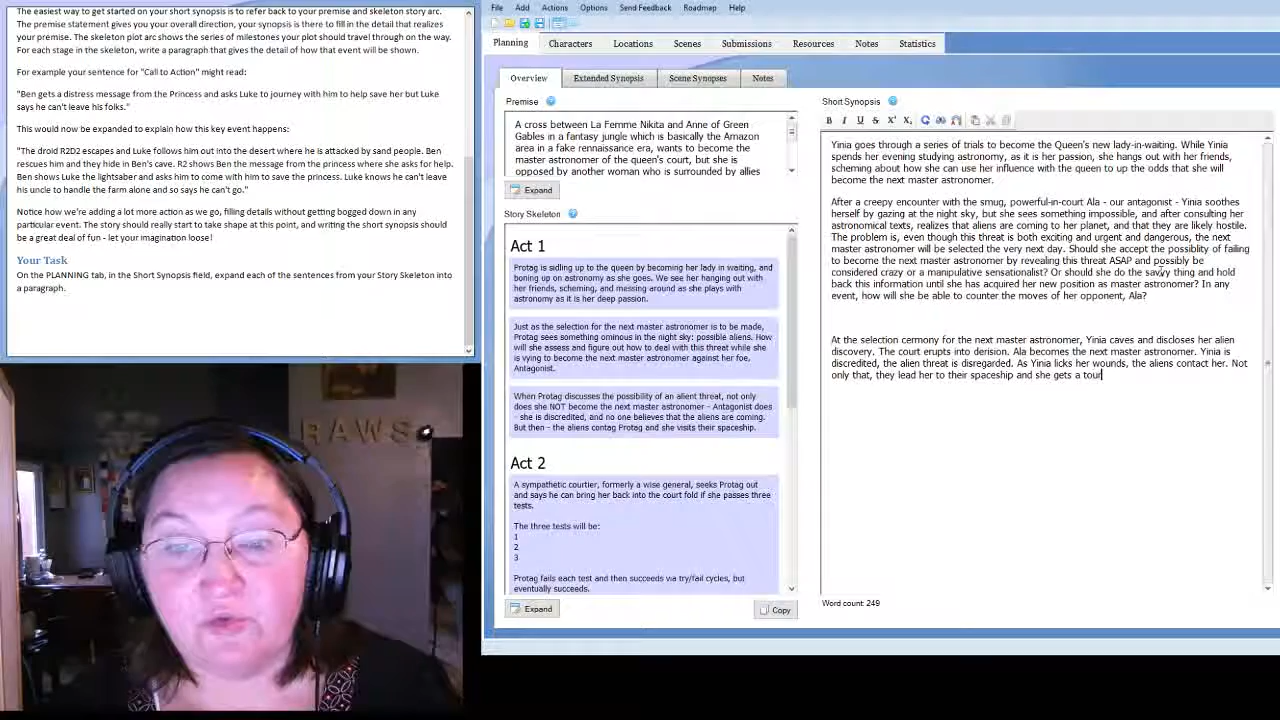 The easiest way to get started on your short synopsis is to refer back to your premise and skeleton story arc.
The premise statement gives you your overall direction, your synopsis is there to fill in the detail that realizes
your premise. The skeleton plot arc shows the series of milestones your plot should travel through on the way.
For each stage in the skeleton, write a paragraph that gives the detail of how that event will be shown.
For example your sentence for "Call to Action" might read:
"Ben gets a distress message from the Princess and asks Luke to journey with him to help save her but Luke
says he can't leave his folks."
This would now be expanded to explain how this key event happens:
"The droid R2D2 escapes and Luke follows him out into the desert where he is attacked by sand people. Ben
rescues him and they hide in Ben's cave. R2 shows Ben the message from the princess where she asks for help.
Ben shows Luke the lightsaber and asks him to come with him to save the princess. Luke knows he can't leave
his uncle to handle the farm alone and so says he can't go."
Notice how we're adding a lot more action as we go, filling details without getting bogged down in any
particular event. The story should really start to take shape at this point, and writing the short synopsis should
be a great deal of fun - let your imagination loose!
Your Task
On the PLANNING tab, in the Short Synopsis field, expand each of the sentences from your Story Skeleton into
a paragraph.
RAWS
File Add Actions Options Send Feedback Roadmap Help
Planning Characters Locations Scenes Submissions Resources Notes Statistics
Overview Extended Synopsis Scene Synopses Notes
Premise
A cross between La Femme Nikita and Anne of Green
Gables in a fantasy jungle which is basically the Amazon
area in a fake rennaissance era, wants to become the
master astronomer of the queen's court, but she is
opposed by another woman who is surrounded by allies
Expand
Story Skeleton
Act 1
Protag is sidling up to the queen by becoming her lady in waiting, and
boning up on astronomy as she goes. We see her hanging out with
her friends, scheming, and messing around as she plays with
astronomy as it is her deep passion.
Just as the selection for the next master astronomer is to be made,
Protag sees something ominous in the night sky: possible aliens. How
will she assess and figure out how to deal with this threat while she
is vying to become the next master astronomer against her foe,
Antagonist.
When Protag discusses the possibility of an alient threat, not only
does she NOT become the next master astronomer - Antagonist does
- she is discredited, and no one believes that the aliens are coming.
But then - the aliens contag Protag and she visits their spaceship.
Act 2
A sympathetic courtier, formerly a wise general, seeks Protag out
and says he can bring her back into the court fold if she passes three
tests.
The three tests will be:
1
2
3
Protag fails each test and then succeeds via try/fail cycles, but
eventually succeeds.
Expand
Copy
Short Synopsis
B I U S X² X₂
Yinia goes through a series of trials to become the Queen's new lady-in-waiting. While Yinia
spends her evening studying astronomy, as it is her passion, she hangs out with her friends,
scheming about how she can use her influence with the queen to up the odds that she will
become the next master astronomer.
After a creepy encounter with the smug, powerful-in-court Ala - our antagonist - Yinia soothes
herself by gazing at the night sky, but she sees something impossible, and after consulting her
astronomical texts, realizes that aliens are coming to her planet, and that they are likely hostile.
The problem is, even though this threat is both exciting and urgent and dangerous, the next
master astronomer will be selected the very next day. Should she accept the possiblity of failing
to become the next master astronomer by revealing this threat ASAP and possibly be
considered crazy or a manipulative sensationalist? Or should she do the savvy thing and hold
back this information until she has acquired her new position as master astronomer? In any
event, how will she be able to counter the moves of her opponent, Ala?
At the selection cermony for the next master astronomer, Yinia caves and discloses her alien
discovery. The court erupts into derision. Ala becomes the next master astronomer. Yinia is
discredited, the alien threat is disregarded. As Yinia licks her wounds, the aliens contact her. Not
only that, they lead her to their spaceship and she gets a tour
Word count: 249